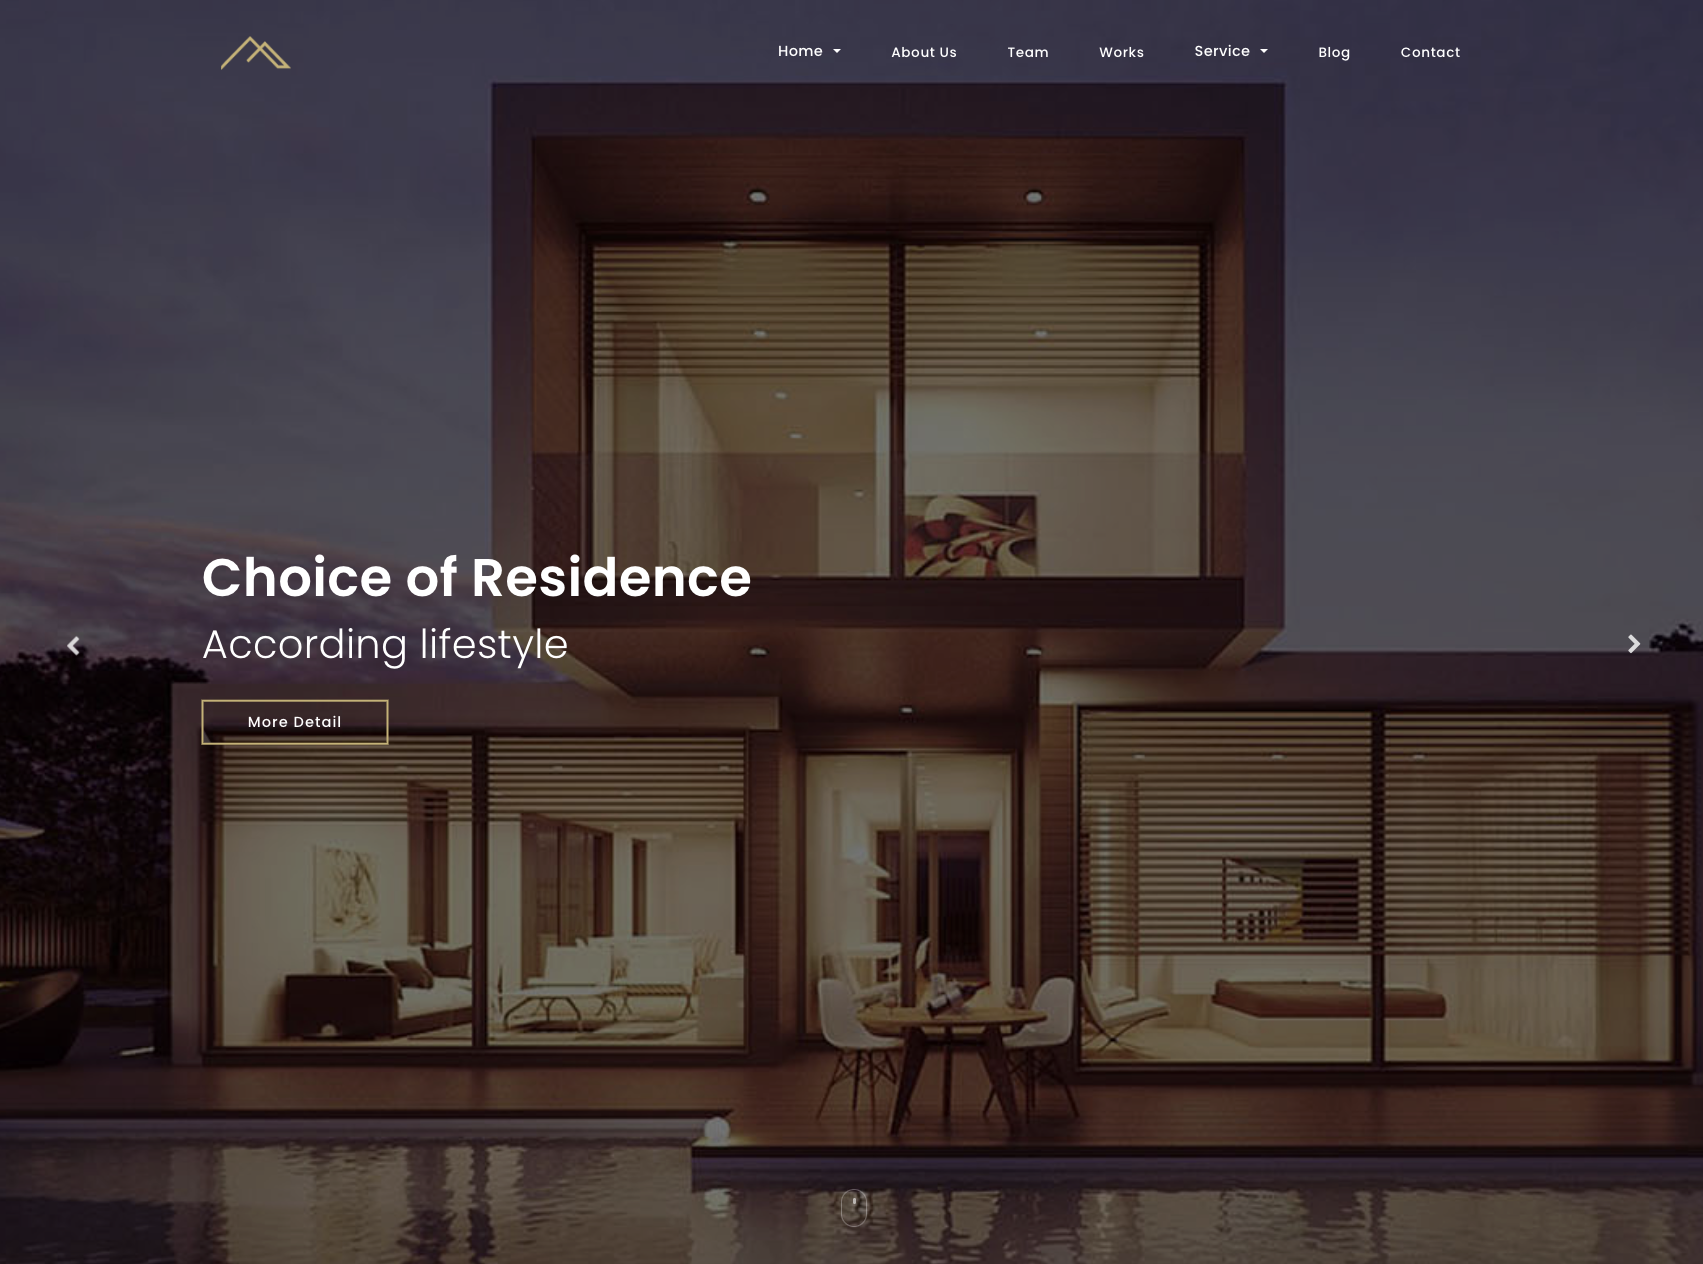 Home
About Us
Team
Works
Service
Blog
Contact
Choice of Residence
According lifestyle
More Detail